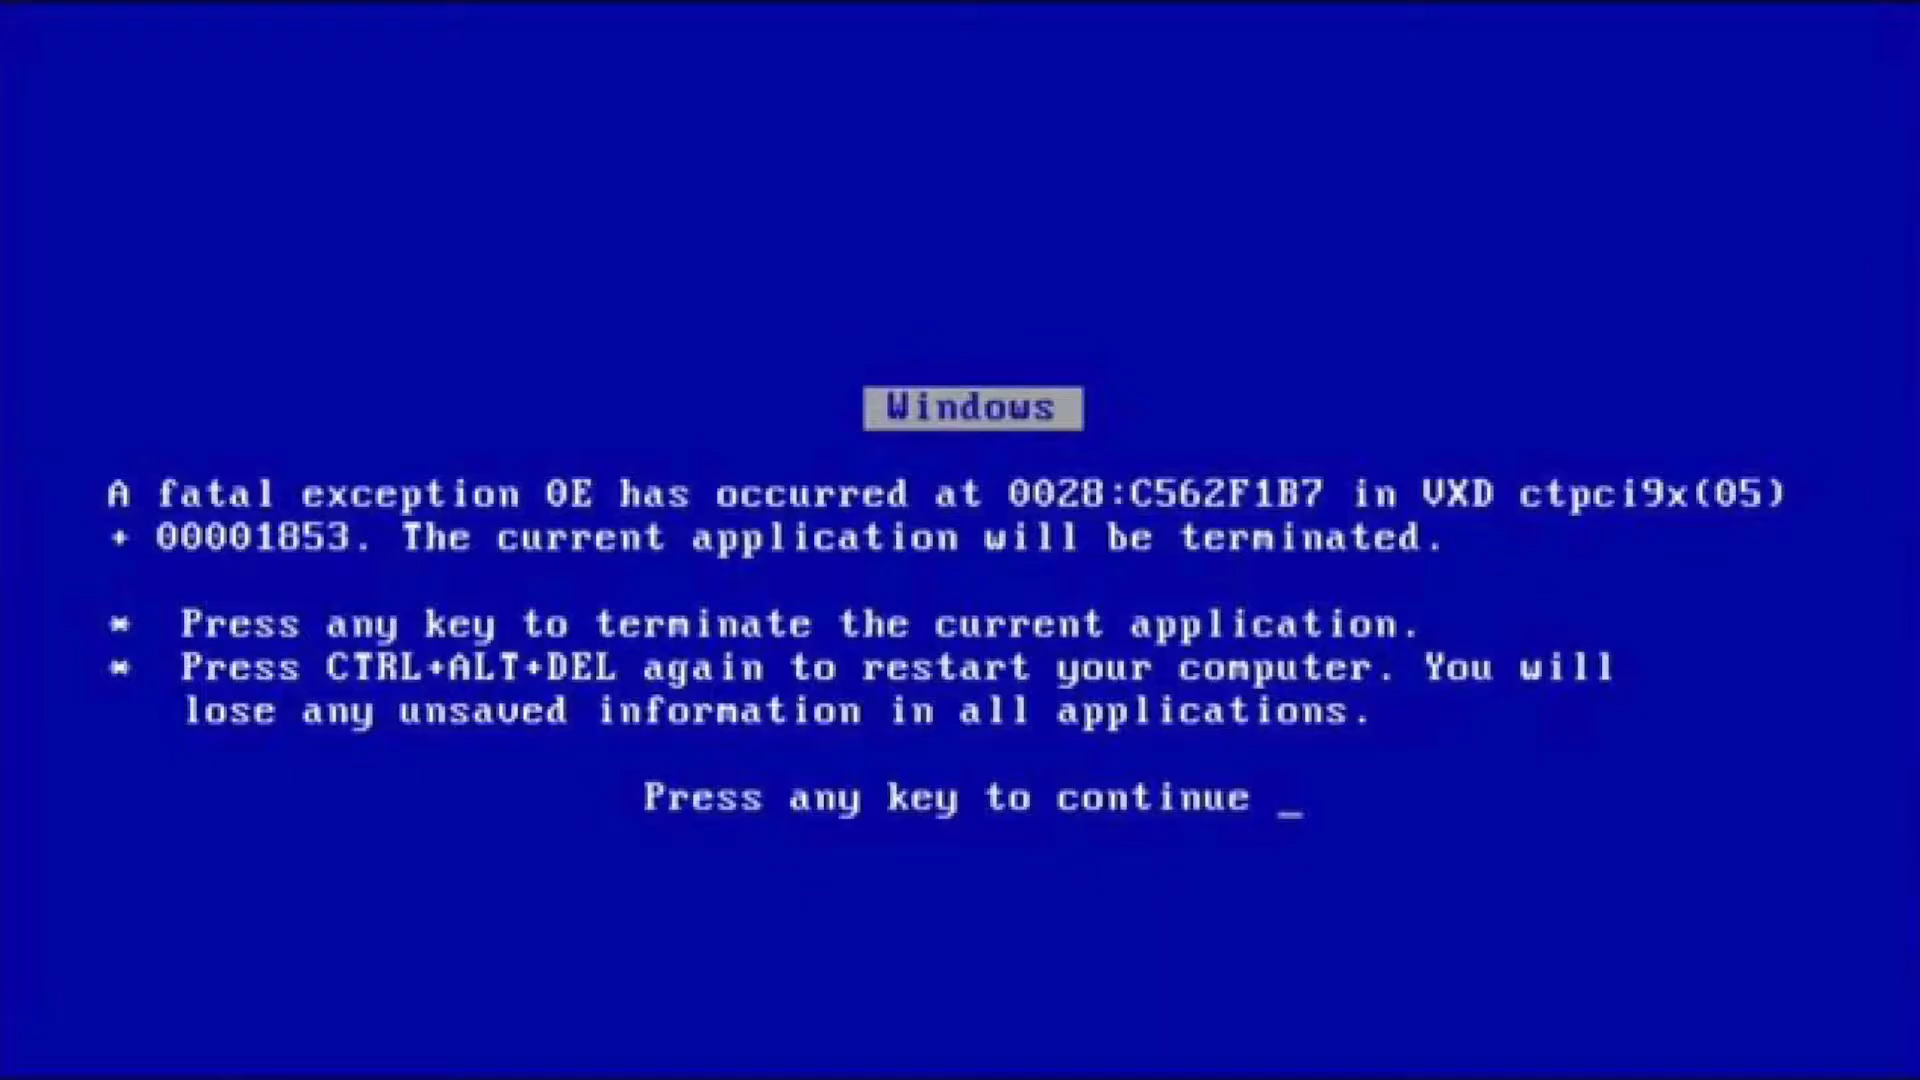 Windows
A fatal exception 0E has occurred at 0028:C562F1B7 in VXD ctpci9x(05)
+ 00001853. The current application will be terminated.
* Press any key to terminate the current application.
* Press CTRL+ALT+DEL again to restart your computer. You will
lose any unsaved information in all applications.
Press any key to continue _